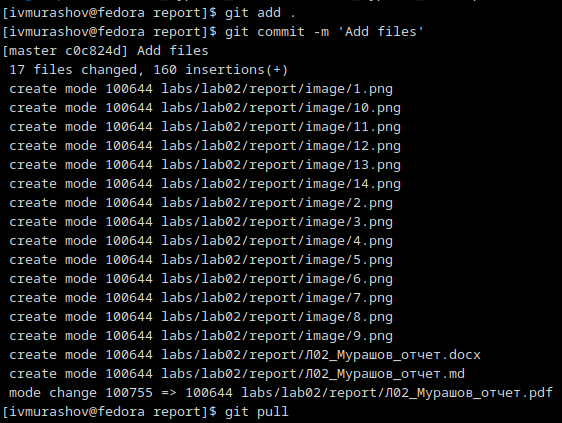 [ivmurashov@fedora report]$ git add .
[ivmurashov@fedora report]$ git commit -m 'Add files'
[master c0c824d] Add files
 17 files changed, 160 insertions(+)
 create mode 100644 labs/lab02/report/image/1.png
 create mode 100644 labs/lab02/report/image/10.png
 create mode 100644 labs/lab02/report/image/11.png
 create mode 100644 labs/lab02/report/image/12.png
 create mode 100644 labs/lab02/report/image/13.png
 create mode 100644 labs/lab02/report/image/14.png
 create mode 100644 labs/lab02/report/image/2.png
 create mode 100644 labs/lab02/report/image/3.png
 create mode 100644 labs/lab02/report/image/4.png
 create mode 100644 labs/lab02/report/image/5.png
 create mode 100644 labs/lab02/report/image/6.png
 create mode 100644 labs/lab02/report/image/7.png
 create mode 100644 labs/lab02/report/image/8.png
 create mode 100644 labs/lab02/report/image/9.png
 create mode 100644 labs/lab02/report/Л02_Мурашов_отчет.docx
 create mode 100644 labs/lab02/report/Л02_Мурашов_отчет.md
 mode change 100755 => 100644 labs/lab02/report/Л02_Мурашов_отчет.pdf
[ivmurashov@fedora report]$ git pull